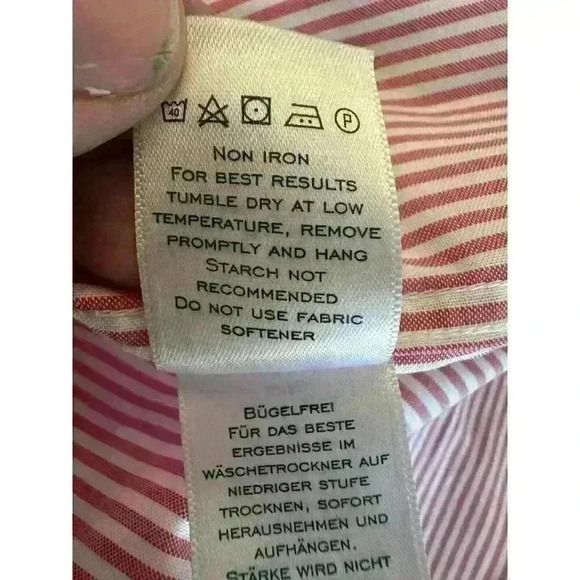 40 P
NON IRON
FOR BEST RESULTS
TUMBLE DRY AT LOW
TEMPERATURE, REMOVE
PROMPTLY AND HANG
STARCH NOT
RECOMMENDED
DO NOT USE FABRIC
SOFTENER
BÜGELFREI
FÜR DAS BESTE
ERGEBNISSE IM
WÄSCHETROCKNER AUF
NIEDRIGER STUFE
TROCKNEN, SOFORT
HERAUSNEHMEN UND
AUFHÄNGEN.
STÄRKE WIRD NICHT